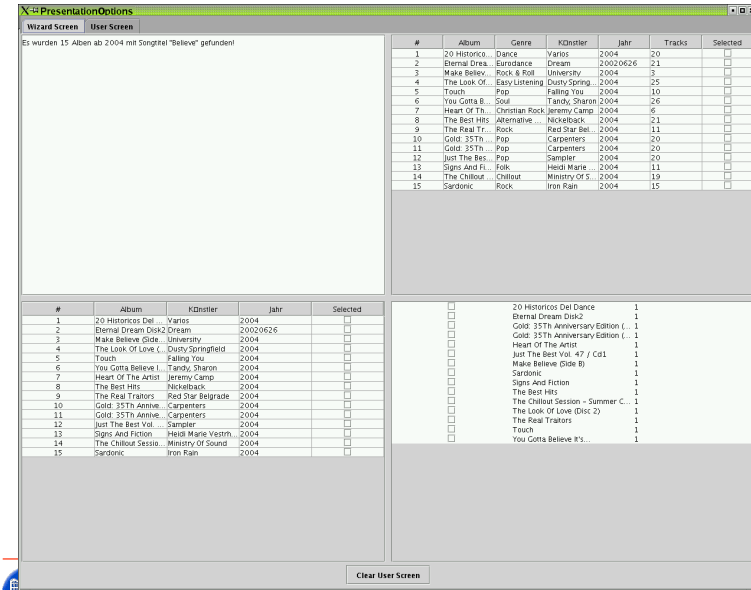 PresentationOptions
Wizard Screen User Screen
Es wurden 15 Alben ab 2004 mit Songtitel "Believe" gefunden!
# Album Genre K□nstler Jahr Tracks Selected
1 20 Historico... Dance Varios 2004 20
2 Eternal Drea... Eurodance Dream 20020626 21
3 Make Believ... Rock & Roll University 2004 3
4 The Look Of... Easy Listening Dusty Spring... 2004 25
5 Touch Pop Falling You 2004 10
6 You Gotta B... Soul Tandy, Sharon 2004 26
7 Heart Of Th... Christian Rock Jeremy Camp 2004 6
8 The Best Hits Alternative ... Nickelback 2004 21
9 The Real Tr... Rock Red Star Bel... 2004 11
10 Gold: 35Th ... Pop Carpenters 2004 20
11 Gold: 35Th ... Pop Carpenters 2004 20
12 Just The Bes... Pop Sampler 2004 20
13 Signs And Fi... Folk Heidi Marie ... 2004 11
14 The Chillout ... Chillout Ministry Of S... 2004 19
15 Sardonic Rock Iron Rain 2004 15
# Album K□nstler Jahr Selected
1 20 Historicos Del ... Varios 2004
2 Eternal Dream Disk2 Dream 20020626
3 Make Believe (Side... University 2004
4 The Look Of Love (... Dusty Springfield 2004
5 Touch Falling You 2004
6 You Gotta Believe I... Tandy, Sharon 2004
7 Heart Of The Artist Jeremy Camp 2004
8 The Best Hits Nickelback 2004
9 The Real Traitors Red Star Belgrade 2004
10 Gold: 35Th Annive... Carpenters 2004
11 Gold: 35Th Annive... Carpenters 2004
12 Just The Best Vol. ... Sampler 2004
13 Signs And Fiction Heidi Marie Vestrh... 2004
14 The Chillout Sessio... Ministry Of Sound 2004
15 Sardonic Iron Rain 2004
20 Historicos Del Dance 1
Eternal Dream Disk2 1
Gold: 35Th Anniversary Edition (... 1
Gold: 35Th Anniversary Edition (... 1
Heart Of The Artist 1
Just The Best Vol. 47 / Cd1 1
Make Believe (Side B) 1
Sardonic 1
Signs And Fiction 1
The Best Hits 1
The Chillout Session – Summer C... 1
The Look Of Love (Disc 2) 1
The Real Traitors 1
Touch 1
You Gotta Believe It's... 1
Clear User Screen